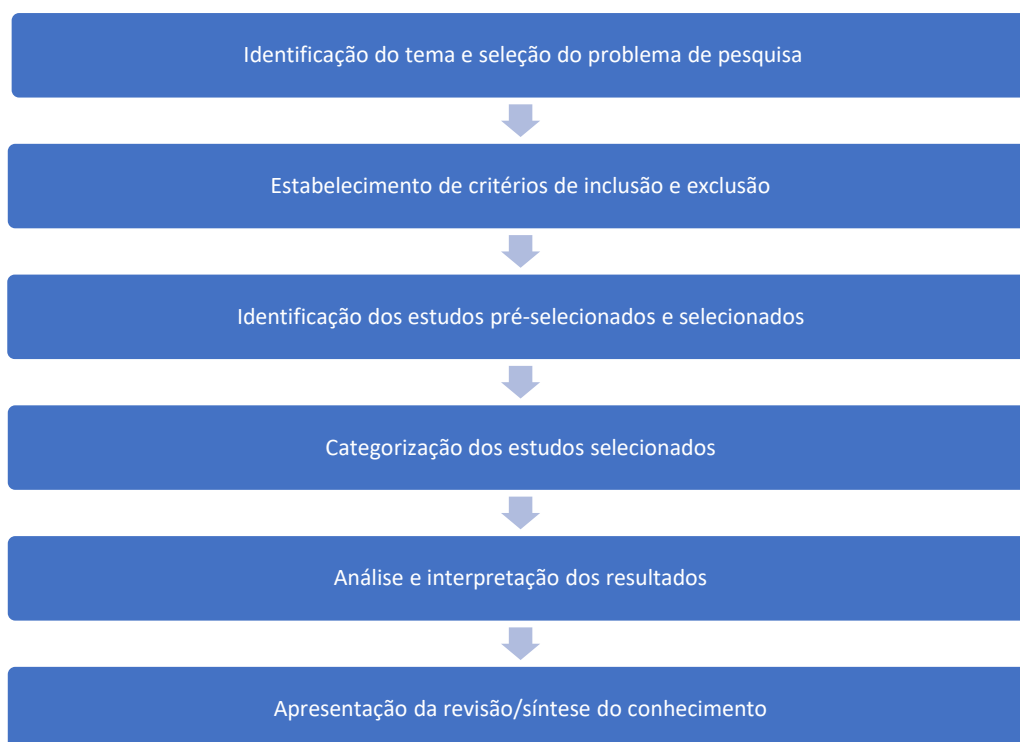 Identificação do tema e seleção do problema de pesquisa
Estabelecimento de critérios de inclusão e exclusão
Identificação dos estudos pré-selecionados e selecionados
Categorização dos estudos selecionados
Análise e interpretação dos resultados
Apresentação da revisão/síntese do conhecimento